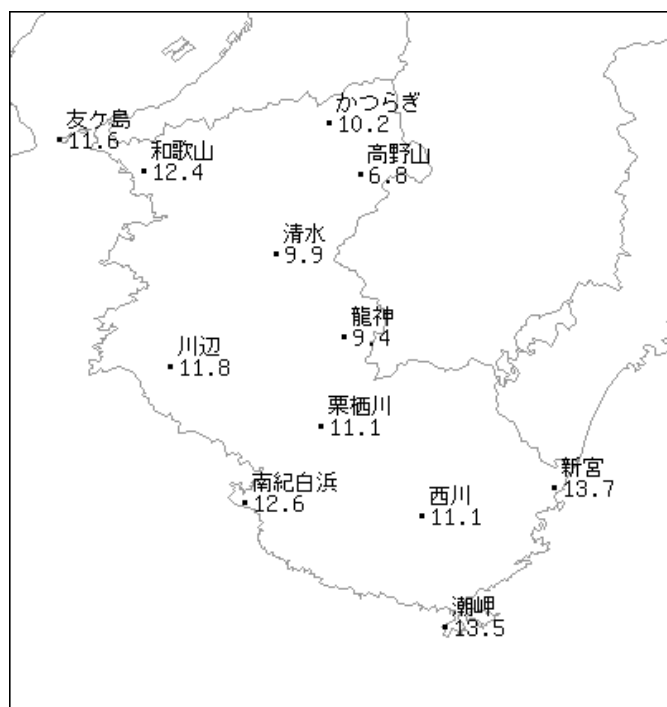 かつらぎ
10.2
友ケ島
11.6
和歌山
12.4
高野山
6.8
清水
9.9
龍神
9.4
川辺
11.8
栗栖川
11.1
新宮
13.7
南紀白浜
12.6
西川
11.1
潮岬
13.5